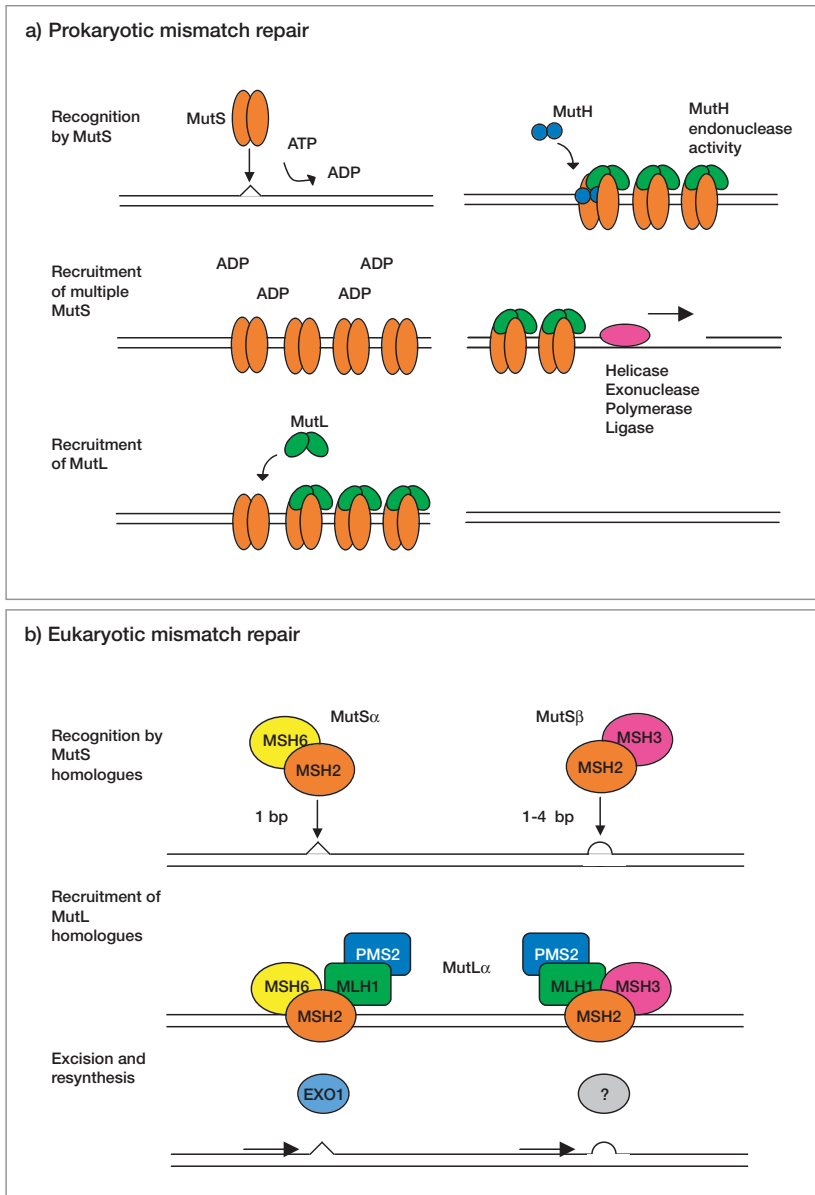 a) Prokaryotic mismatch repair
Recognition
by MutS
MutS
ATP
ADP
Recruitment
of multiple
MutS
ADP
ADP
ADP
ADP
Recruitment
of MutL
MutL
MutH
MutH
endonuclease
activity
Helicase
Exonuclease
Polymerase
Ligase
b) Eukaryotic mismatch repair
Recognition by
MutS
homologues
MutSα
MSH6
MSH2
1 bp
MutSβ
MSH3
MSH2
1-4 bp
Recruitment of
MutL
homologues
PMS2
MSH6
MLH1
MSH2
MutLα
PMS2
MLH1
MSH3
MSH2
Excision and
resynthesis
EXO1
?